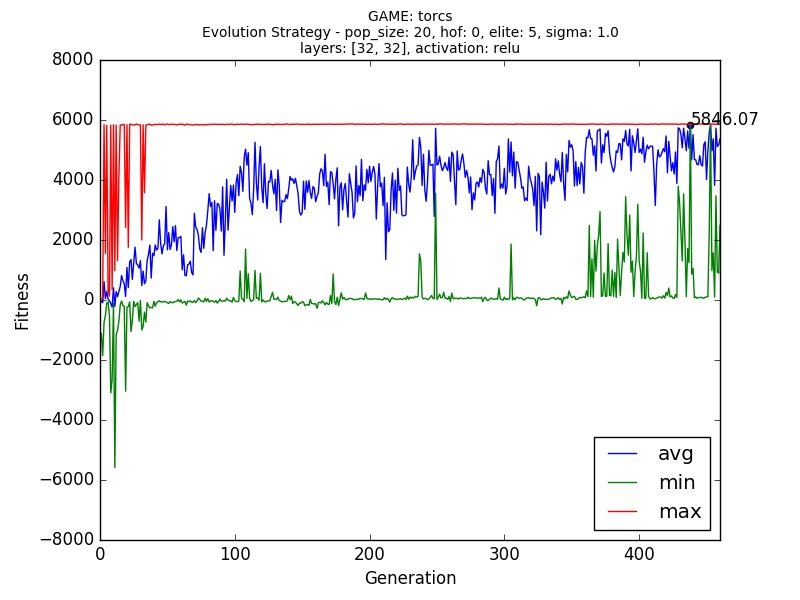 GAME: torcs
Evolution Strategy - pop_size: 20, hof: 0, elite: 5, sigma: 1.0
layers: [32, 32], activation: relu
8000
6000
4000
2000
0
−2000
−4000
−6000
−8000
Fitness
5846.07
avg
min
max
0 100 200 300 400
Generation